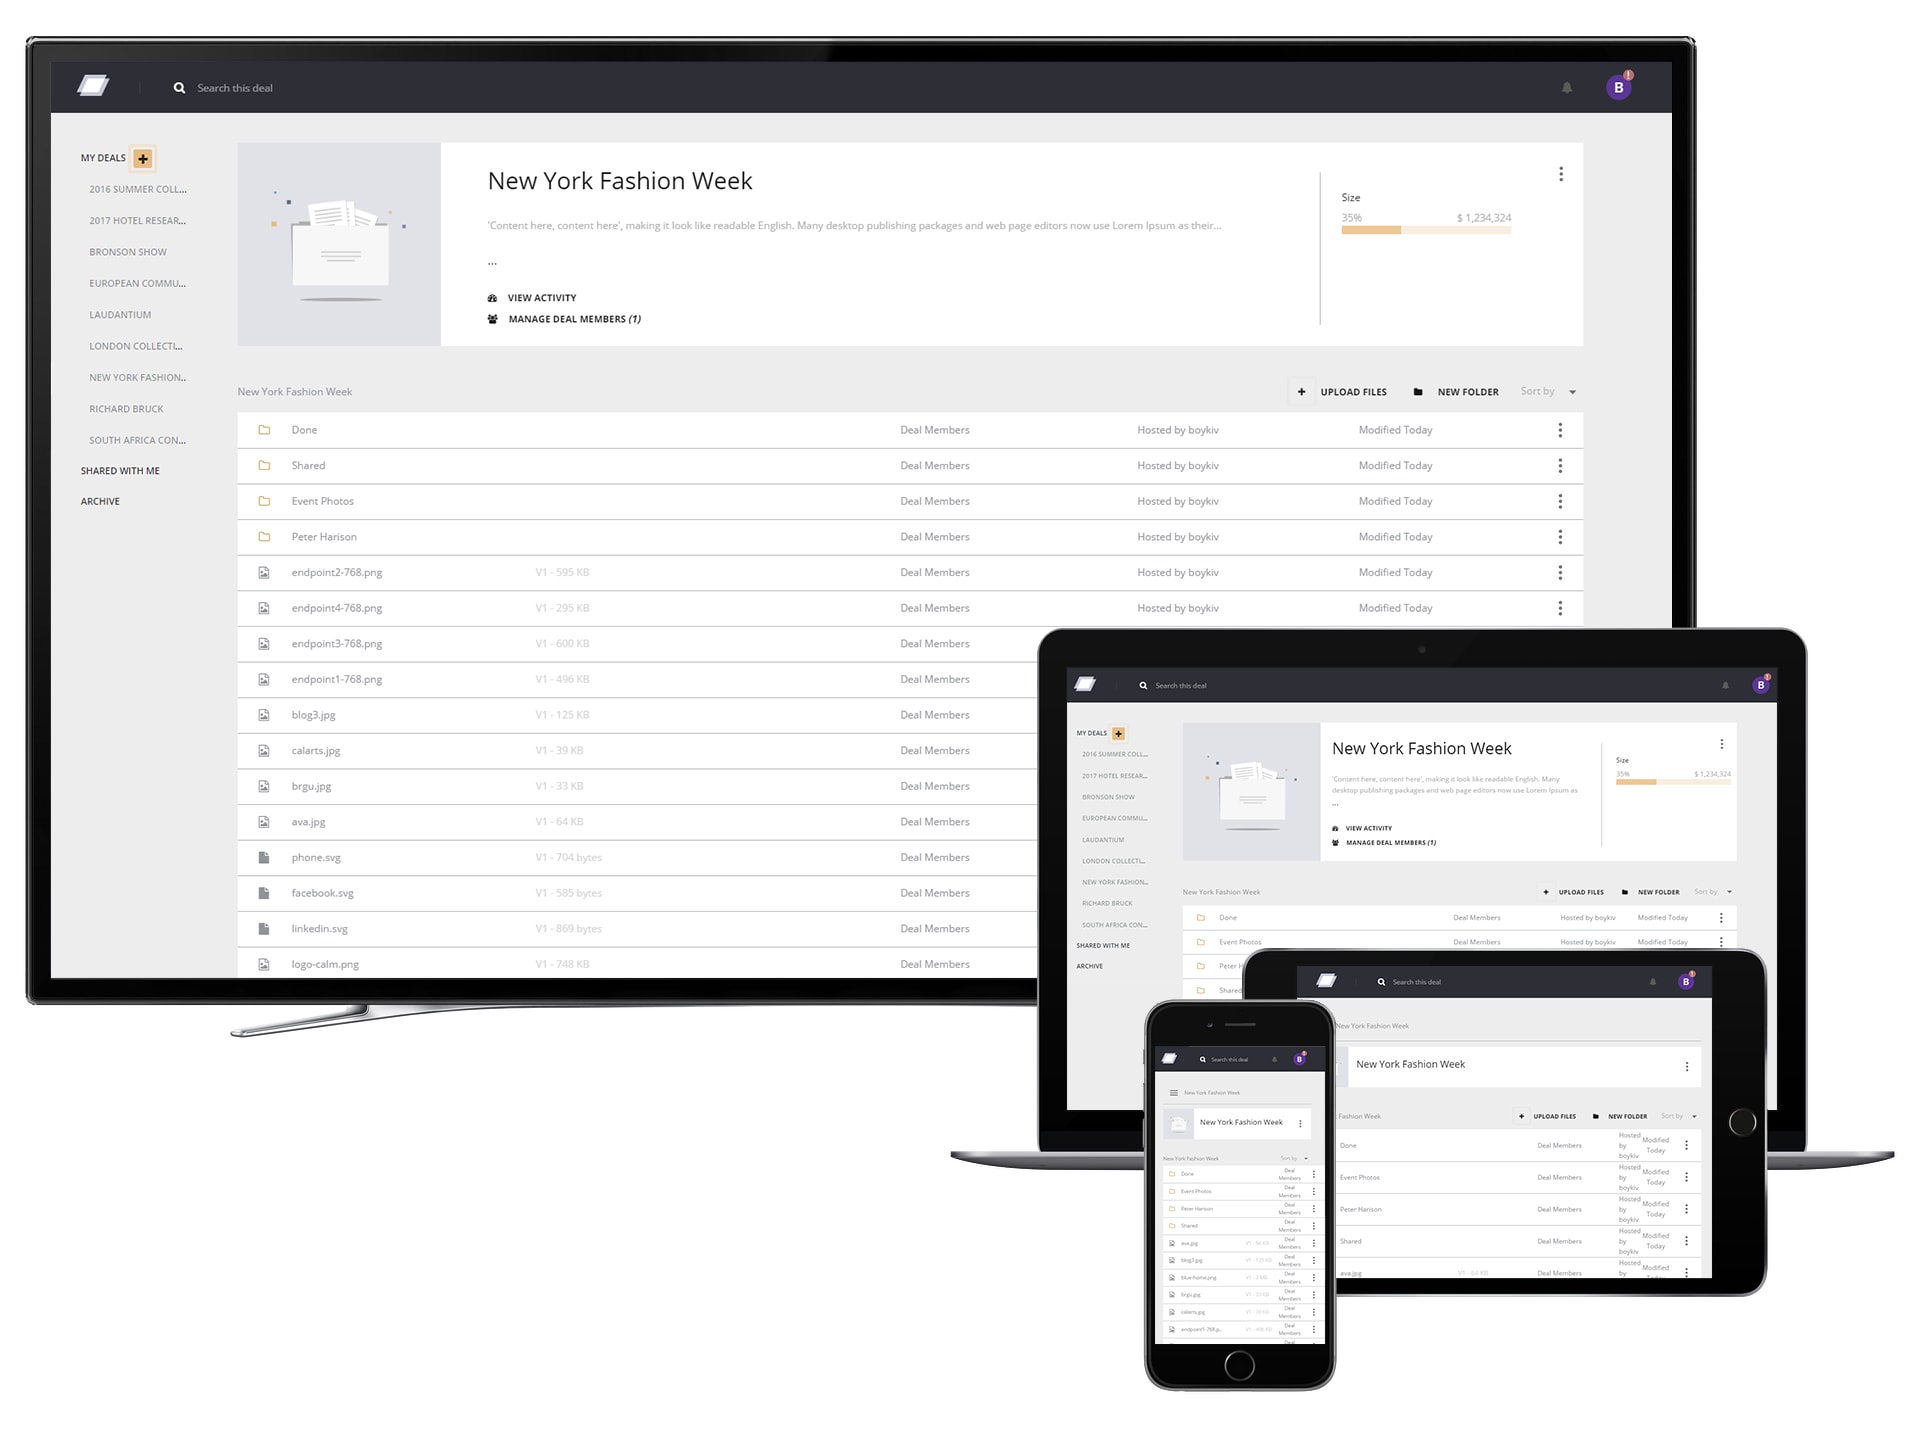 Search this deal
B
!
MY DEALS +
2016 SUMMER COLL...
2017 HOTEL RESEAR...
BRONSON SHOW
EUROPEAN COMMU...
LAUDANTIUM
LONDON COLLECTI...
NEW YORK FASHION...
RICHARD BRUCK
SOUTH AFRICA CON...
SHARED WITH ME
ARCHIVE
New York Fashion Week
'Content here, content here', making it look like readable English. Many desktop publishing packages and web page editors now use Lorem Ipsum as their...
...
VIEW ACTIVITY
MANAGE DEAL MEMBERS (1)
Size
35% $ 1,234,324
New York Fashion Week + UPLOAD FILES NEW FOLDER Sort by
Done Deal Members Hosted by boykiv Modified Today
Shared Deal Members Hosted by boykiv Modified Today
Event Photos Deal Members Hosted by boykiv Modified Today
Peter Harison Deal Members Hosted by boykiv Modified Today
endpoint2-768.png V1 - 595 KB Deal Members Hosted by boykiv Modified Today
endpoint4-768.png V1 - 295 KB Deal Members Hosted by boykiv Modified Today
endpoint3-768.png V1 - 600 KB Deal Members
endpoint1-768.png V1 - 496 KB Deal Members
blog3.jpg V1 - 125 KB Deal Members
calarts.jpg V1 - 39 KB Deal Members
brgu.jpg V1 - 33 KB Deal Members
ava.jpg V1 - 64 KB Deal Members
phone.svg V1 - 704 bytes Deal Members
facebook.svg V1 - 585 bytes Deal Members
linkedin.svg V1 - 869 bytes Deal Members
logo-calm.png V1 - 748 KB Deal Members
Search this deal
B
!
MY DEALS +
2016 SUMMER COLL...
2017 HOTEL RESEAR...
BRONSON SHOW
EUROPEAN COMMU...
LAUDANTIUM
LONDON COLLECTI...
NEW YORK FASHION...
RICHARD BRUCK
SOUTH AFRICA CON...
SHARED WITH ME
ARCHIVE
New York Fashion Week
'Content here, content here', making it look like readable English. Many
desktop publishing packages and web page editors now use Lorem Ipsum as
...
VIEW ACTIVITY
MANAGE DEAL MEMBERS (1)
Size
35% $ 1,234,324
New York Fashion Week + UPLOAD FILES NEW FOLDER Sort by
Done Deal Members Hosted by boykiv Modified Today
Event Photos Deal Members Hosted by boykiv Modified Today
Peter H
Shared
Search this deal
B
!
New York Fashion Week
New York Fashion Week
Fashion Week + UPLOAD FILES NEW FOLDER Sort by
Done Deal Members Hosted by boykiv Modified Today
Event Photos Deal Members Hosted by boykiv Modified Today
Peter Harison Deal Members Hosted by boykiv Modified Today
Shared Deal Members Hosted by boykiv Modified Today
ava.jpg V1 - 64 KB Deal Members Hosted by Modified Today
Search this deal
B
New York Fashion Week
New York Fashion Week
New York Fashion Week Sort by
Done Deal Members
Event Photos Deal Members
Peter Harison Deal Members
Shared Deal Members
ava.jpg V1 - 64 KB Deal Members
blog3.jpg V1 - 125 KB Deal Members
blue-home.png V1 - 2 MB Deal Members
brgu.jpg V1 - 33 KB Deal Members
calarts.jpg V1 - 39 KB Deal Members
endpoint1-768.p... V1 - 496 KB Deal Members
Deal